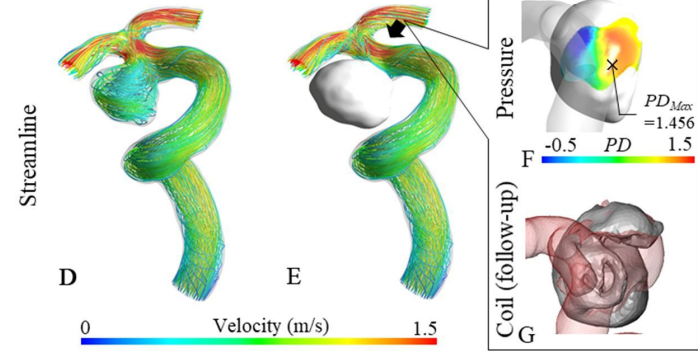 Streamline
D
E
0
Velocity (m/s)
1.5
Pressure
PD_Max
=1.456
F
-0.5
PD
1.5
Coil (follow-up)
G